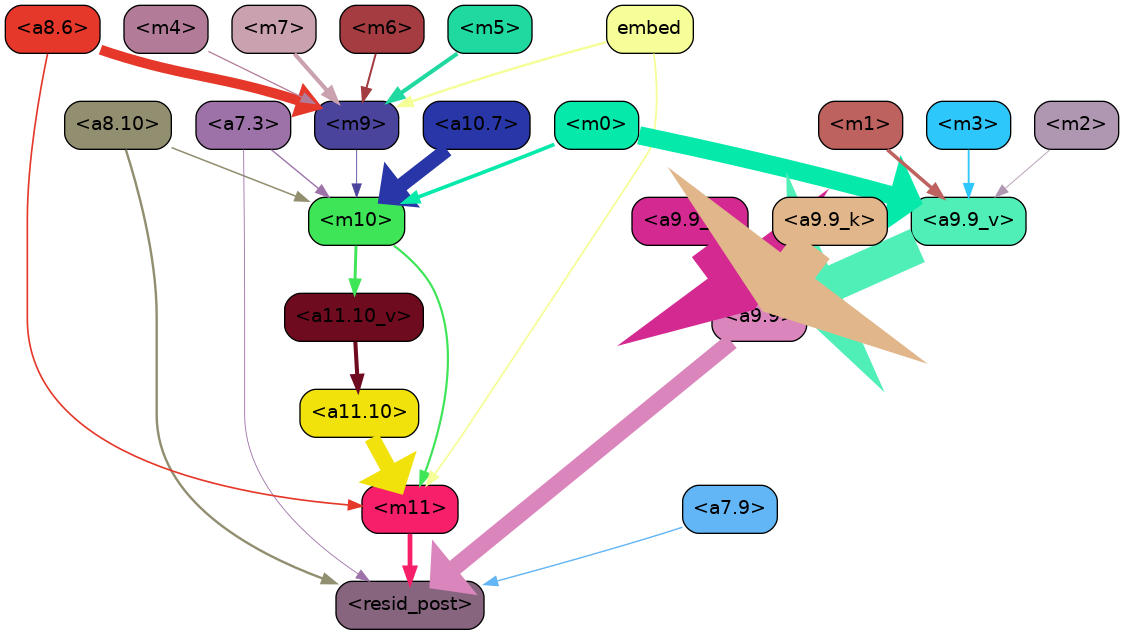 <a8.6> <m4> <m7> <m6> <m5> embed
<a8.10> <a7.3> <m9> <a10.7> <m0> <m1> <m3> <m2>
<m10> <a9.9_ <a9.9_k> <a9.9_v>
<a11.10_v> <a9.9>
<a11.10>
<m11> <a7.9>
<resid_post>